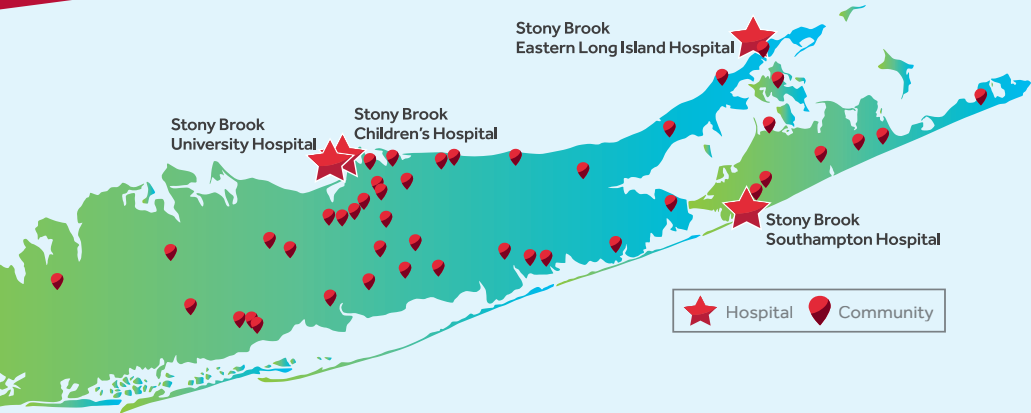 Stony Brook
Eastern Long Island Hospital
Stony Brook
Children's Hospital
Stony Brook
University Hospital
Stony Brook
Southampton Hospital
Hospital
Community